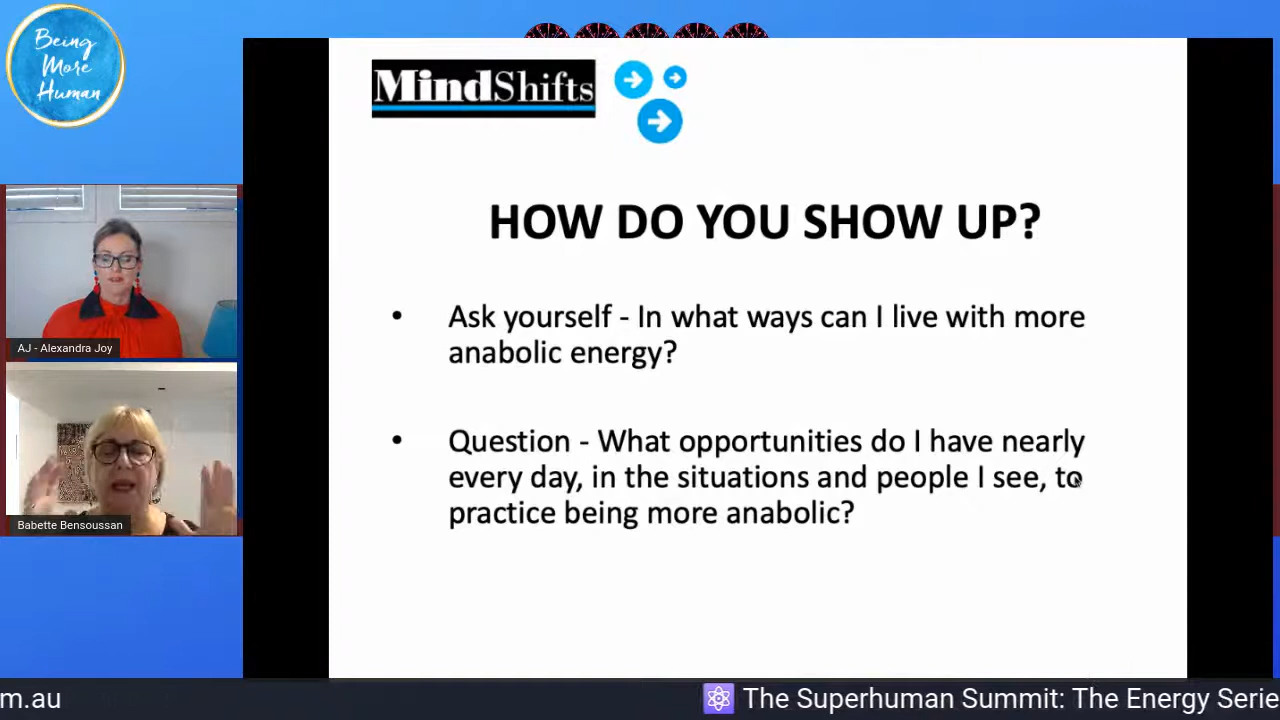 Being
More
Human
MindShifts
HOW DO YOU SHOW UP?
• Ask yourself - In what ways can I live with more
anabolic energy?
• Question - What opportunities do I have nearly
every day, in the situations and people I see, to
practice being more anabolic?
AJ - Alexandra Joy
Babette Bensoussan
m.au
The Superhuman Summit: The Energy Serie